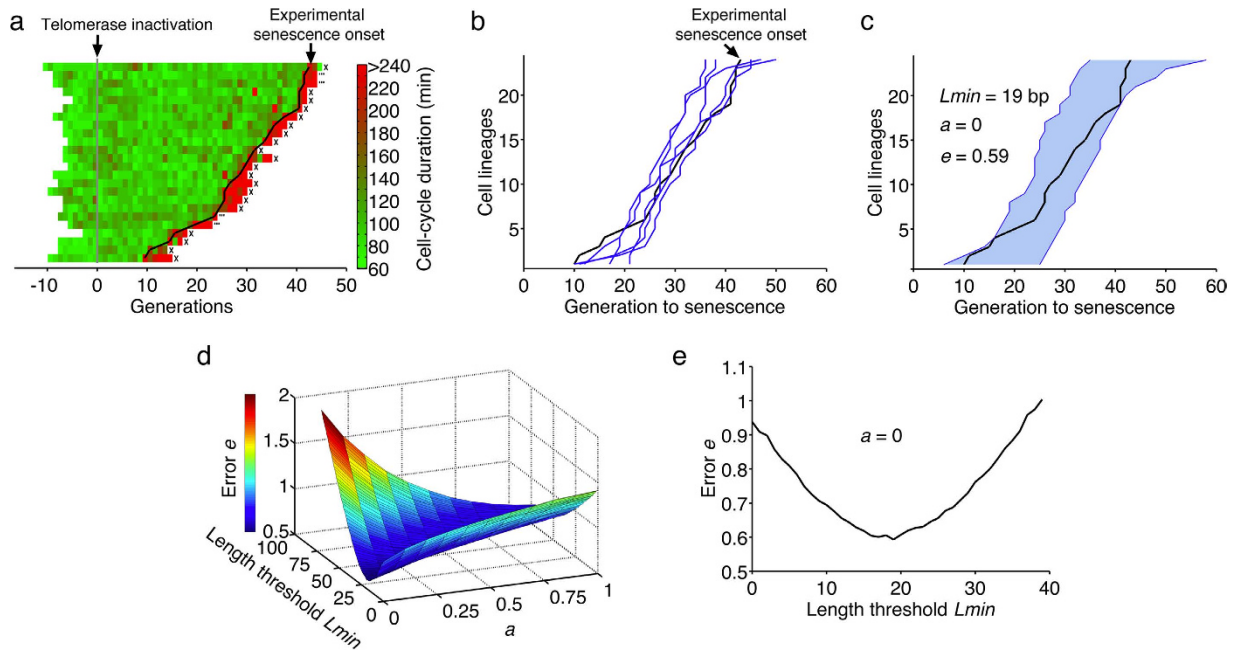 a
Telomerase inactivation
Experimental
senescence onset
>240
220
200
180
160
140
120
100
80
60
Cell-cycle duration (min)
x
...
...
x
x
x
x
x
x
x
x
x
x
x
x
x
...
...
x
x
x
x
-10 0 10 20 30 40 50
Generations
b
Experimental
senescence onset
Cell lineages
20
15
10
5
0 10 20 30 40 50 60
Generation to senescence
c
Lmin = 19 bp
a = 0
e = 0.59
Cell lineages
20
15
10
5
0 10 20 30 40 50 60
Generation to senescence
d
Error e
2
1.5
1
0.5
100
75
50
25
0
Length threshold Lmin
0 0.25 0.5 0.75 1
a
e
a = 0
Error e
1.1
1
0.9
0.8
0.7
0.6
0.5
0 10 20 30 40
Length threshold Lmin